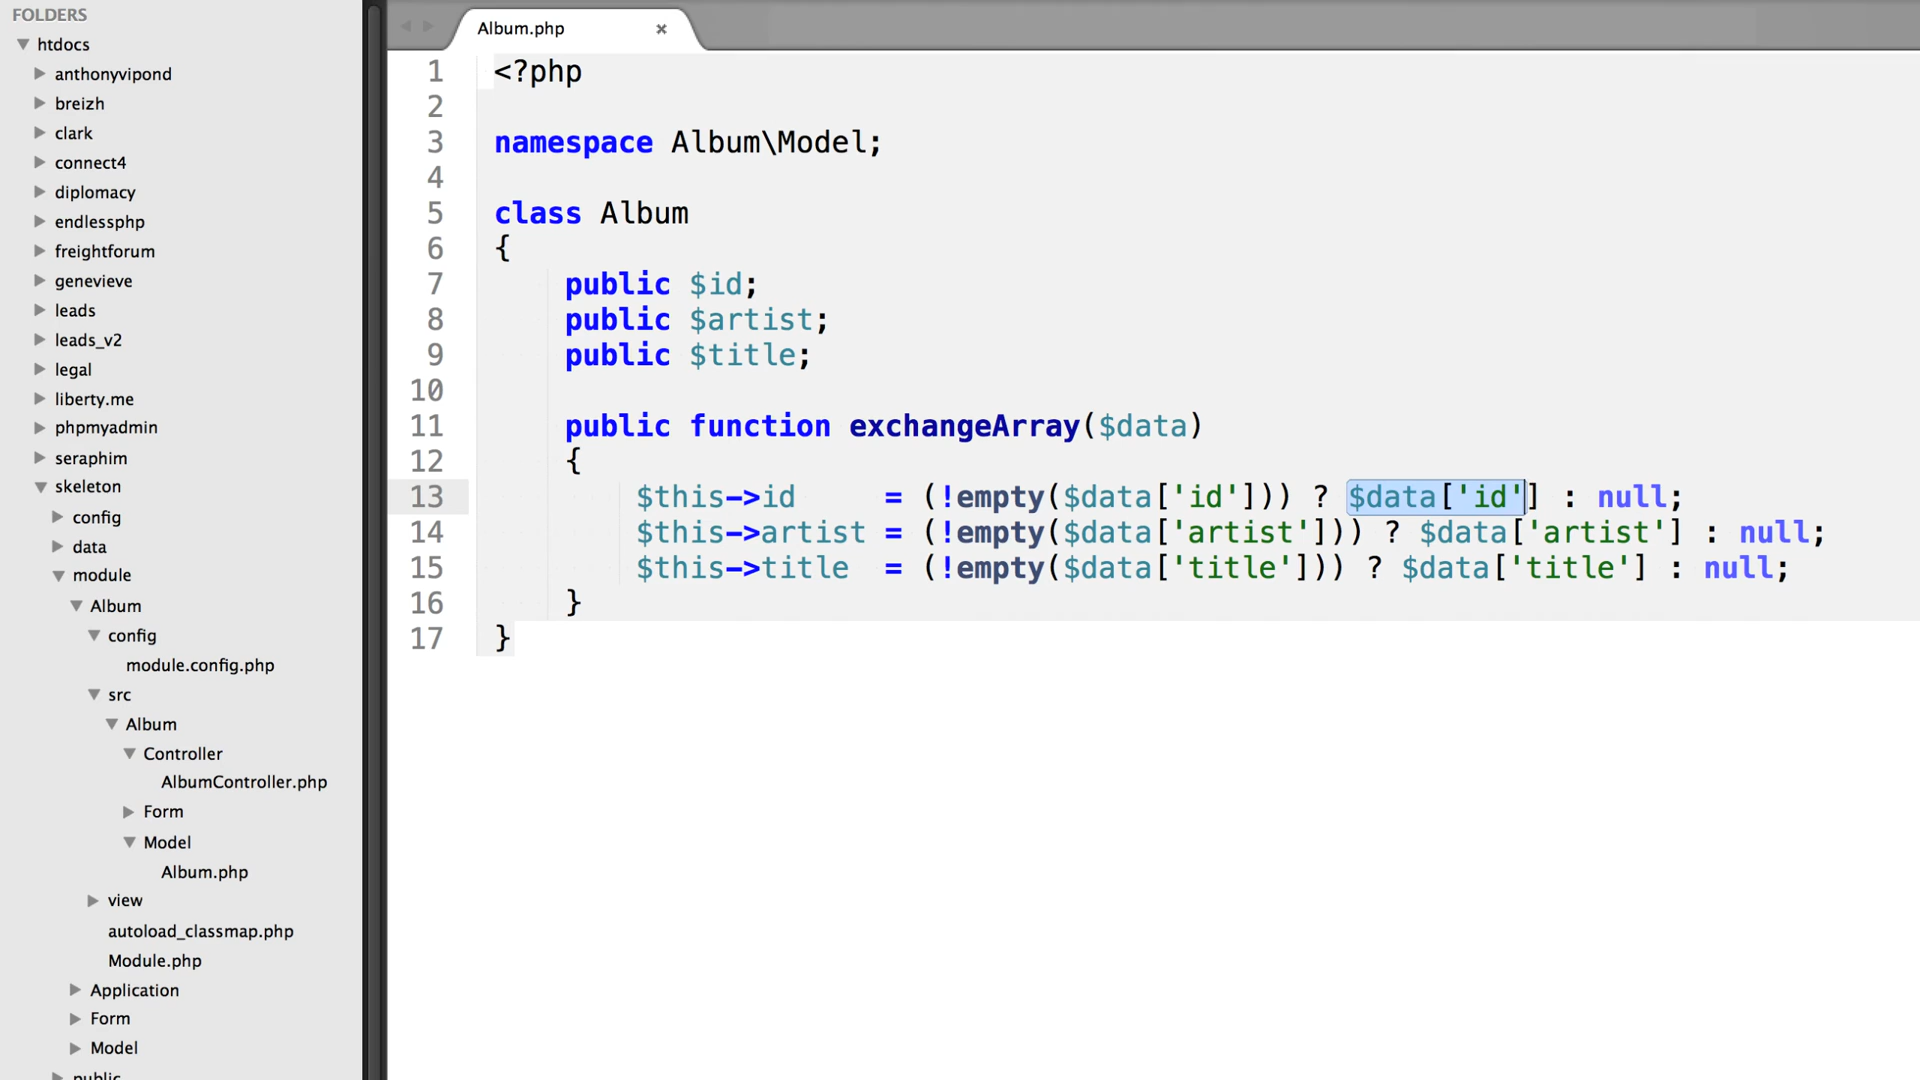 FOLDERS
htdocs
anthonyvipond
breizh
clark
connect4
diplomacy
endlessphp
freightforum
genevieve
leads
leads_v2
legal
liberty.me
phpmyadmin
seraphim
skeleton
config
data
module
Album
config
module.config.php
src
Album
Controller
AlbumController.php
Form
Model
Album.php
view
autoload_classmap.php
Module.php
Application
Form
Model
public
Album.php ×
1 <?php
2
3 namespace Album\Model;
4
5 class Album
6 {
7 public $id;
8 public $artist;
9 public $title;
10
11 public function exchangeArray($data)
12 {
13 $this->id     = (!empty($data['id'])) ? $data['id'] : null;
14 $this->artist = (!empty($data['artist'])) ? $data['artist'] : null;
15 $this->title  = (!empty($data['title'])) ? $data['title'] : null;
16 }
17 }